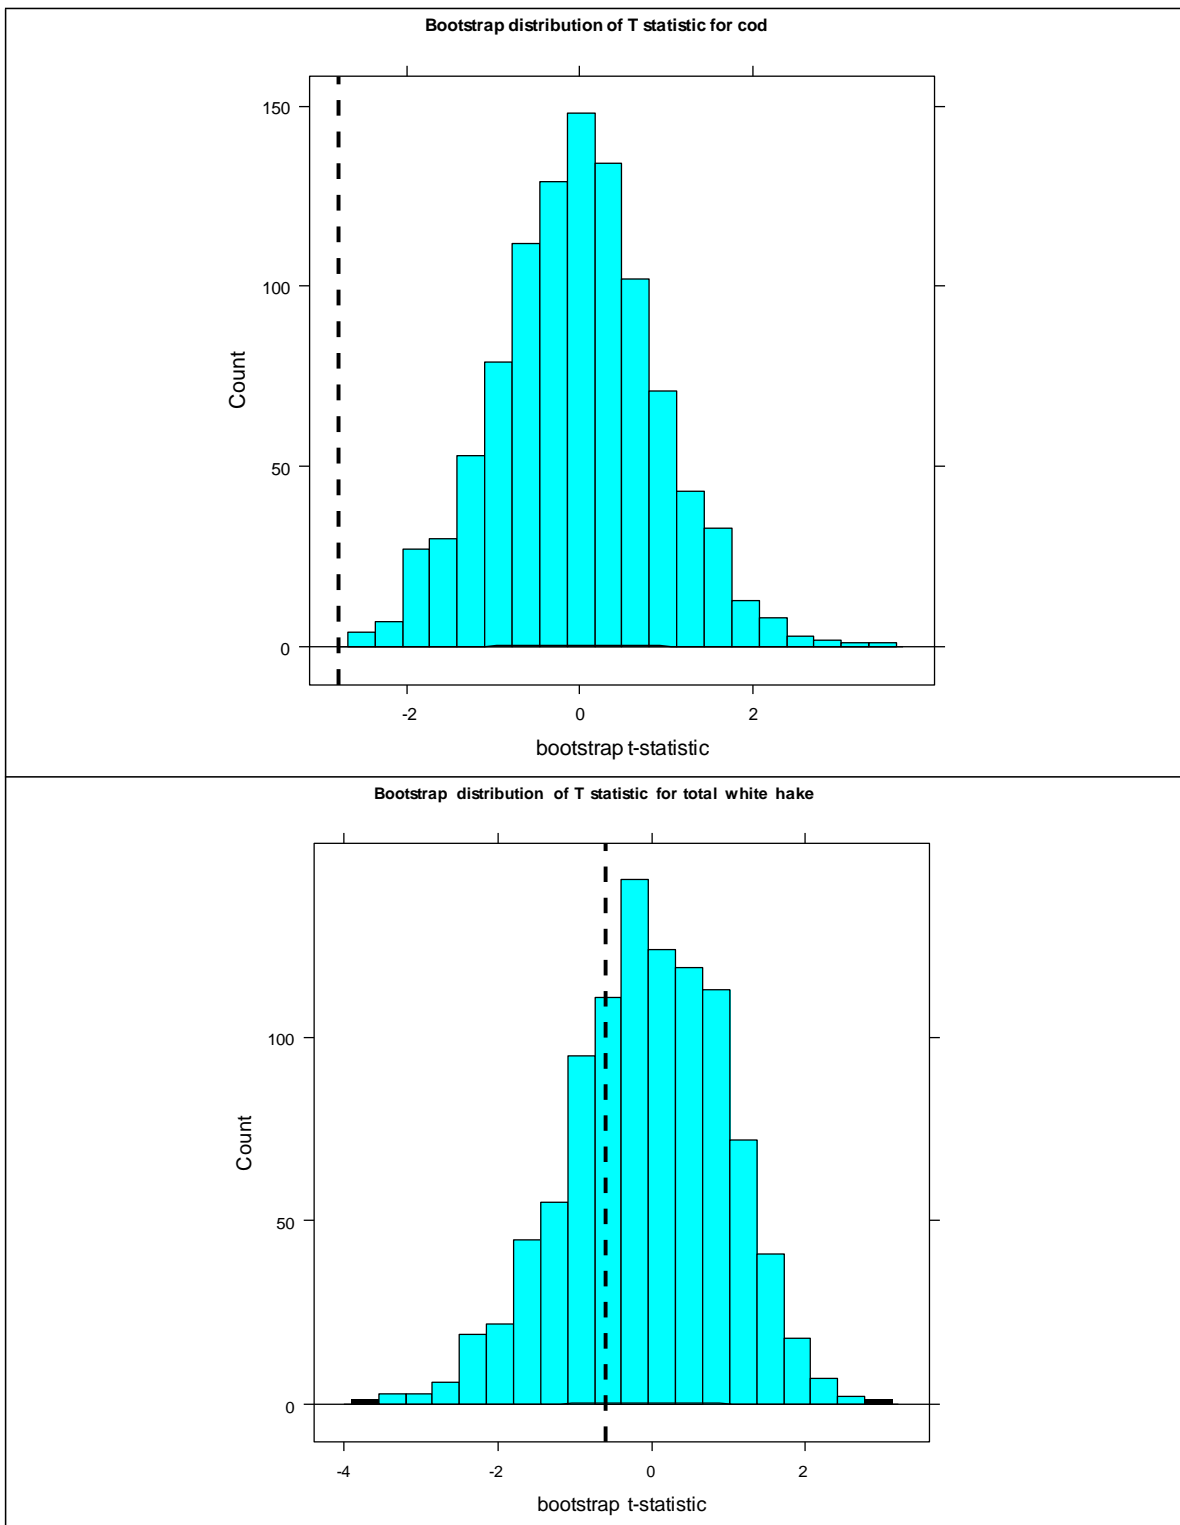 Bootstrap distribution of T statistic for cod
150
100
50
0
Count
-2 0 2
bootstrap t-statistic
Bootstrap distribution of T statistic for total white hake
100
50
0
Count
-4 -2 0 2
bootstrap t-statistic